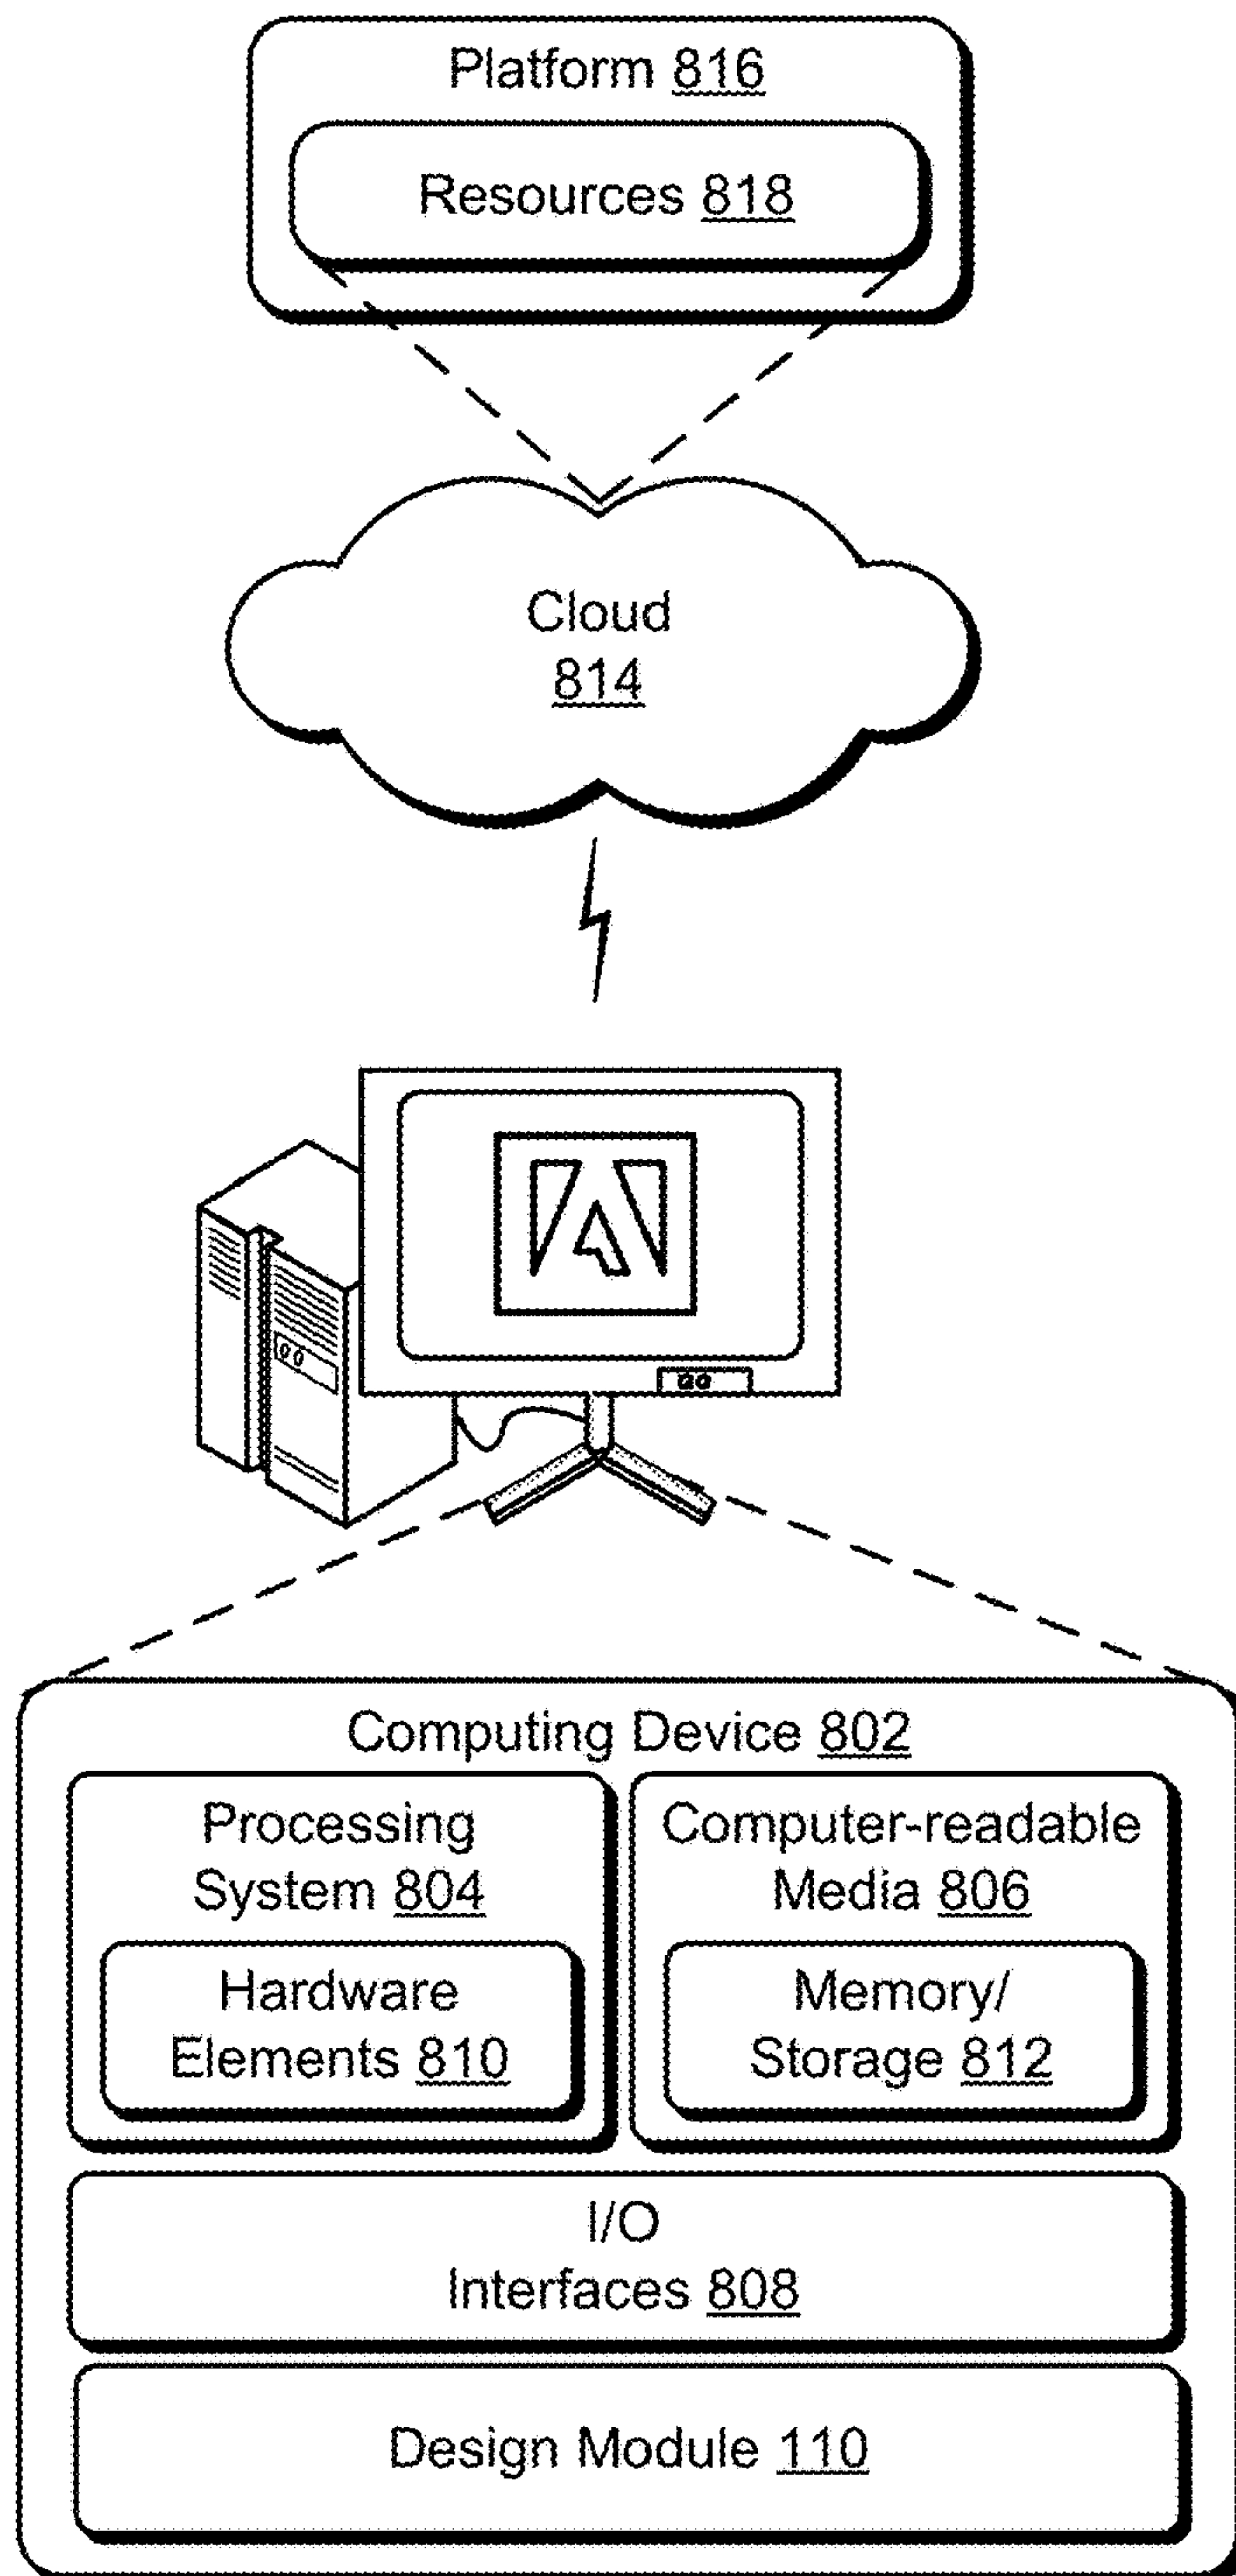 Platform 816
Resources 818
Cloud
814
Computing Device 802
Processing
System 804
Hardware
Elements 810
Computer-readable
Media 806
Memory/
Storage 812
I/O
Interfaces 808
Design Module 110